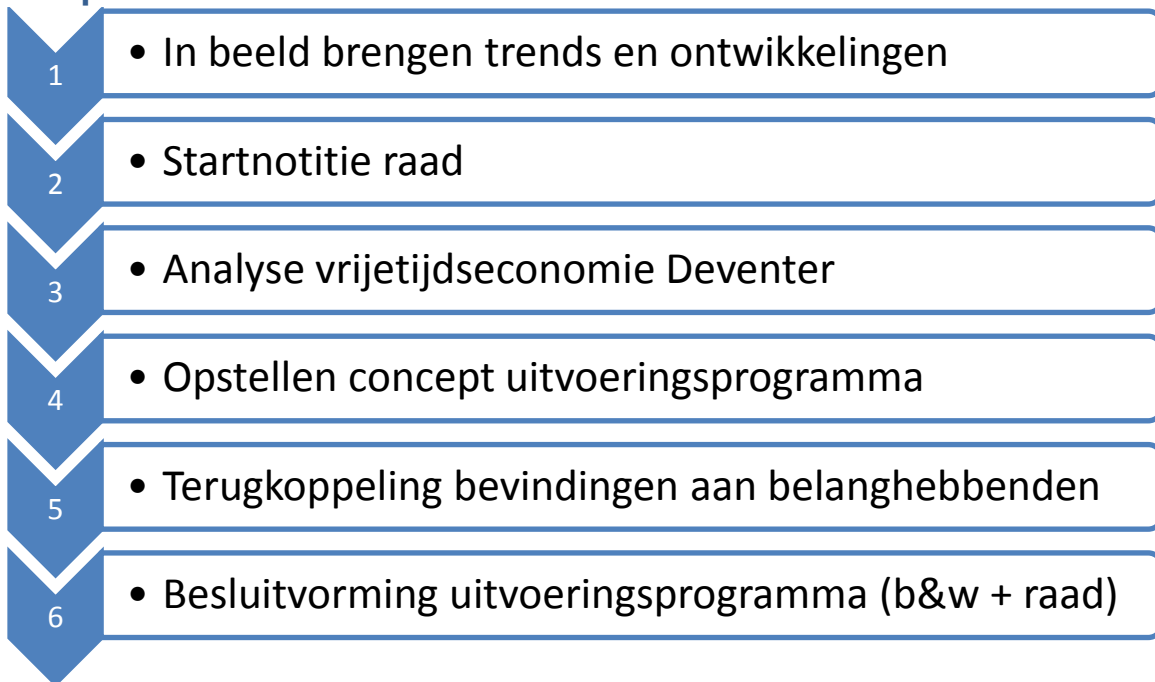 1
• In beeld brengen trends en ontwikkelingen
2
• Startnotitie raad
3
• Analyse vrijetijdseconomie Deventer
4
• Opstellen concept uitvoeringsprogramma
5
• Terugkoppeling bevindingen aan belanghebbenden
6
• Besluitvorming uitvoeringsprogramma (b&w + raad)